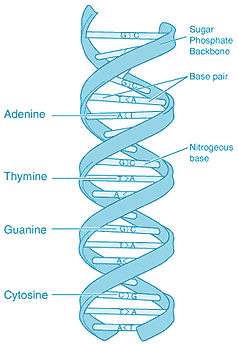 G C
Sugar
Phosphate
Backbone
Base pair
T A
Adenine
A T
G C
Nitrogeous
base
Thymine
T A
A
Guanine
G C
T A
A
Cytosine
C G
T A
A T